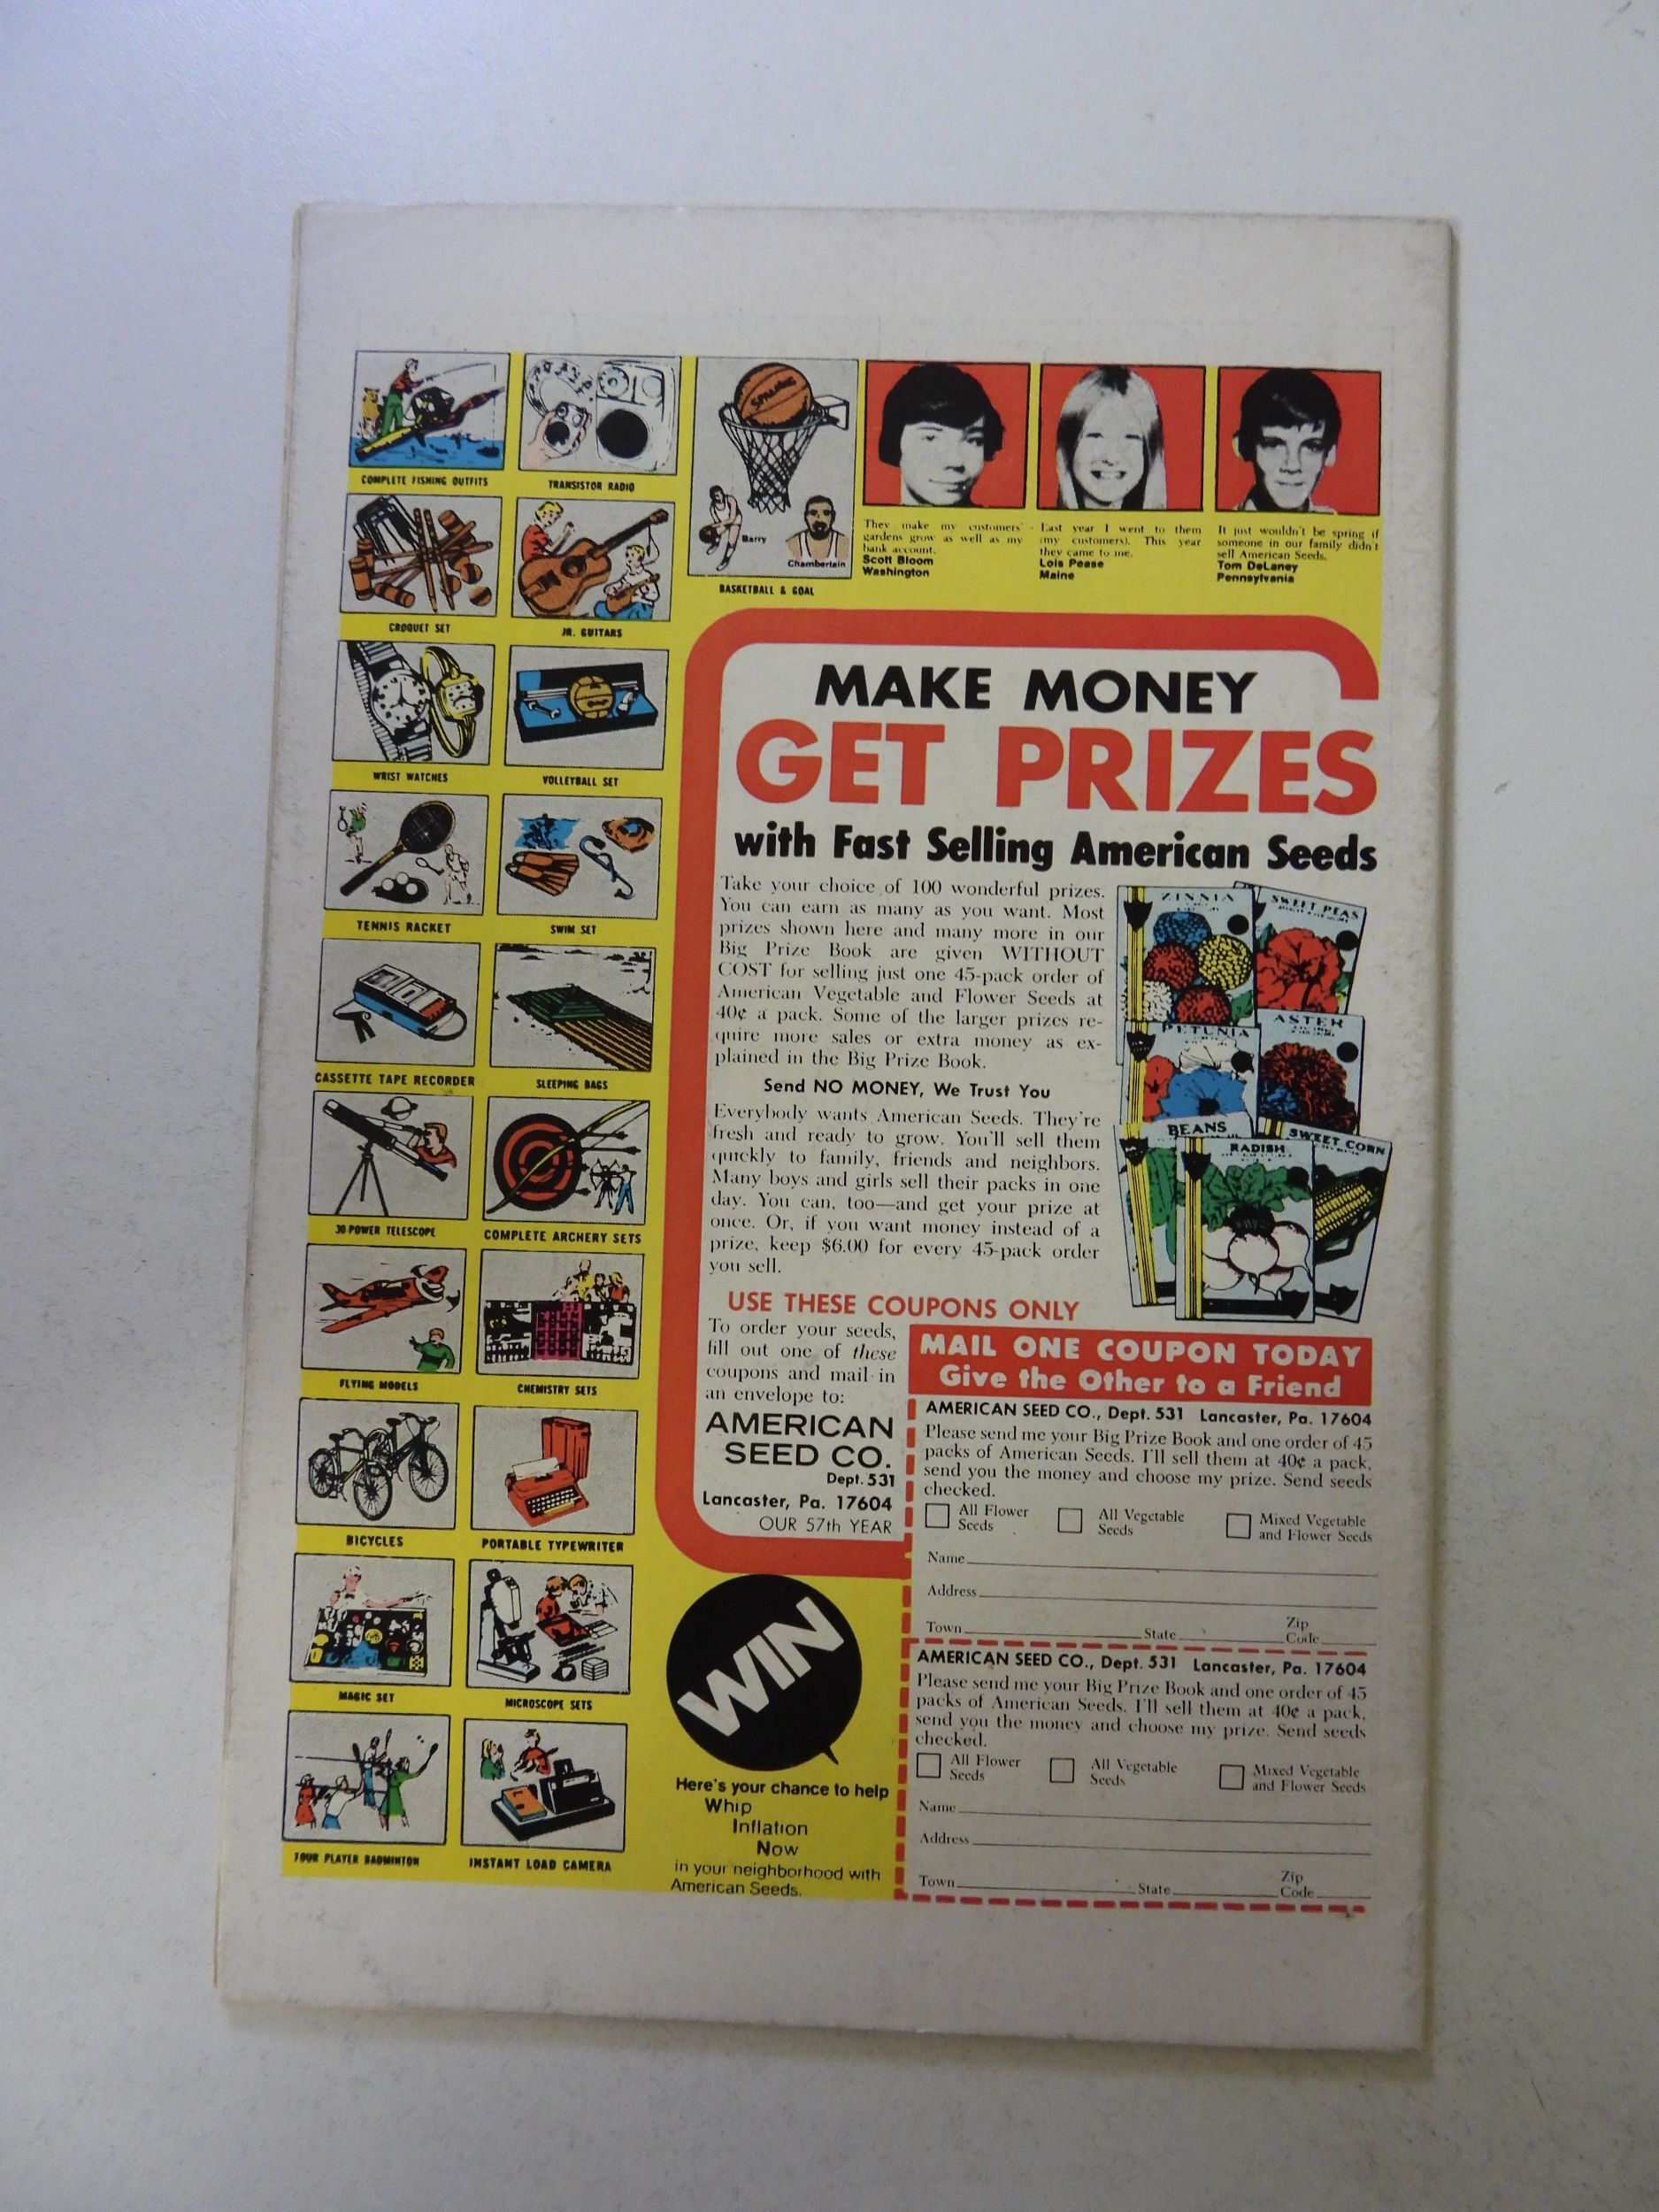 COMPLETE FISHING OUTFITS
TRANSISTOR RADIO
SPALDING
Barry
Chamberlain
BASKETBALL & GOAL
CROQUET SET
JR. GUITARS
WRIST WATCHES
VOLLEYBALL SET
TENNIS RACKET
SWIM SET
CASSETTE TAPE RECORDER
SLEEPING BAGS
30 POWER TELESCOPE
COMPLETE ARCHERY SETS
FLYING MODELS
CHEMISTRY SETS
BICYCLES
PORTABLE TYPEWRITER
MAGIC SET
MICROSCOPE SETS
FOUR PLAYER BADMINTON
INSTANT LOAD CAMERA
They make my customers'
gardens grow as well as my
bank account.
Scott Bloom
Washington
Last year I went to them
(my customers). This year
they came to me.
Lois Pease
Maine
It just wouldn't be spring if
someone in our family didn't
sell American Seeds.
Tom DeLaney
Pennsylvania
MAKE MONEY
GET PRIZES
with Fast Selling American Seeds
Take your choice of 100 wonderful prizes.
You can earn as many as you want. Most
prizes shown here and many more in our
Big Prize Book are given WITHOUT
COST for selling just one 45-pack order of
American Vegetable and Flower Seeds at
40¢ a pack. Some of the larger prizes re-
quire more sales or extra money as ex-
plained in the Big Prize Book.
Send NO MONEY, We Trust You
Everybody wants American Seeds. They're
fresh and ready to grow. You'll sell them
quickly to family, friends and neighbors.
Many boys and girls sell their packs in one
day. You can, too—and get your prize at
once. Or, if you want money instead of a
prize, keep $6.00 for every 45-pack order
you sell.
ZINNIA
SWEET PEAS
PETUNIA
ASTER
BEANS
RADISH
SWEET CORN
USE THESE COUPONS ONLY
To order your seeds,
fill out one of these
coupons and mail in
an envelope to:
AMERICAN
SEED CO.
Dept. 531
Lancaster, Pa. 17604
OUR 57th YEAR
MAIL ONE COUPON TODAY
Give the Other to a Friend
AMERICAN SEED CO., Dept. 531 Lancaster, Pa. 17604
Please send me your Big Prize Book and one order of 45
packs of American Seeds. I'll sell them at 40¢ a pack,
send you the money and choose my prize. Send seeds
checked.
All Flower Seeds All Vegetable Seeds Mixed Vegetable and Flower Seeds
Name
Address
Town State Zip Code
AMERICAN SEED CO., Dept. 531 Lancaster, Pa. 17604
Please send me your Big Prize Book and one order of 45
packs of American Seeds. I'll sell them at 40¢ a pack,
send you the money and choose my prize. Send seeds
checked.
All Flower Seeds All Vegetable Seeds Mixed Vegetable and Flower Seeds
Name
Address
Town State Zip Code
WIN
Here's your chance to help
Whip
Inflation
Now
in your neighborhood with
American Seeds.